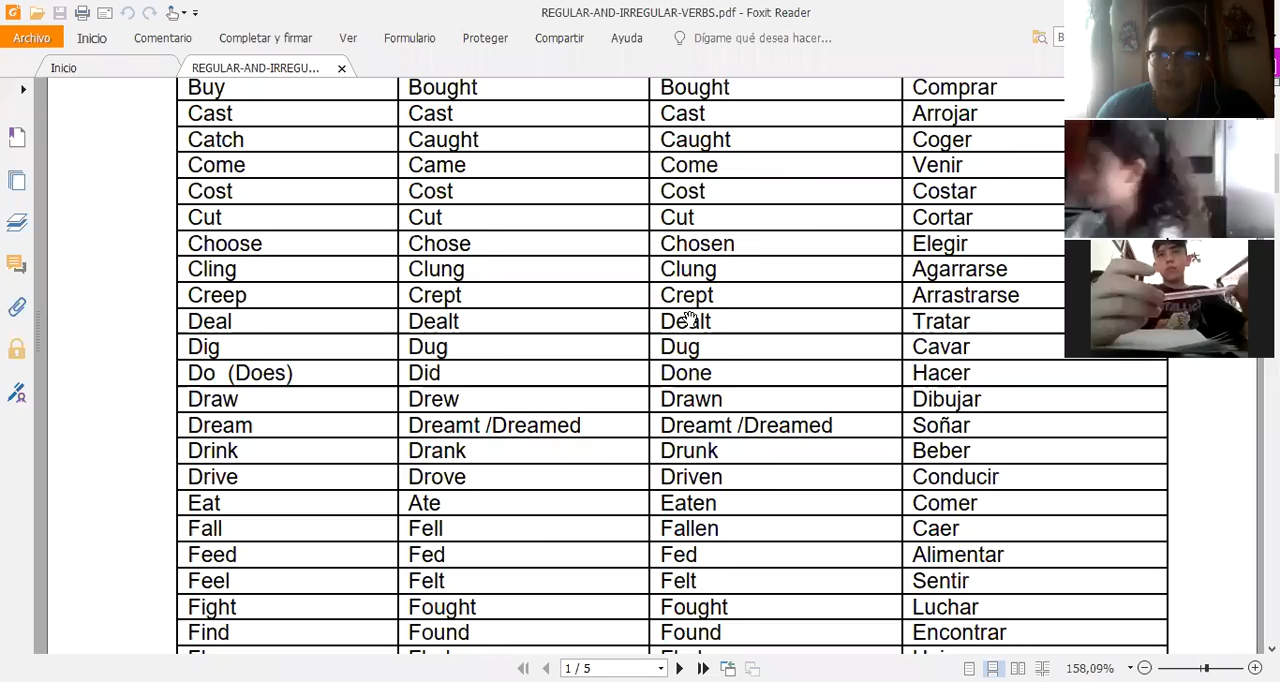 REGULAR-AND-IRREGULAR-VERBS.pdf - Foxit Reader
Archivo Inicio Comentario Completar y firmar Ver Formulario Proteger Compartir Ayuda Dígame qué desea hacer...
Inicio REGULAR-AND-IRREGU...
Buy Bought Bought Comprar
Cast Cast Cast Arrojar
Catch Caught Caught Coger
Come Came Come Venir
Cost Cost Cost Costar
Cut Cut Cut Cortar
Choose Chose Chosen Elegir
Cling Clung Clung Agarrarse
Creep Crept Crept Arrastrarse
Deal Dealt Dealt Tratar
Dig Dug Dug Cavar
Do (Does) Did Done Hacer
Draw Drew Drawn Dibujar
Dream Dreamt /Dreamed Dreamt /Dreamed Soñar
Drink Drank Drunk Beber
Drive Drove Driven Conducir
Eat Ate Eaten Comer
Fall Fell Fallen Caer
Feed Fed Fed Alimentar
Feel Felt Felt Sentir
Fight Fought Fought Luchar
Find Found Found Encontrar
1 / 5 158,09%